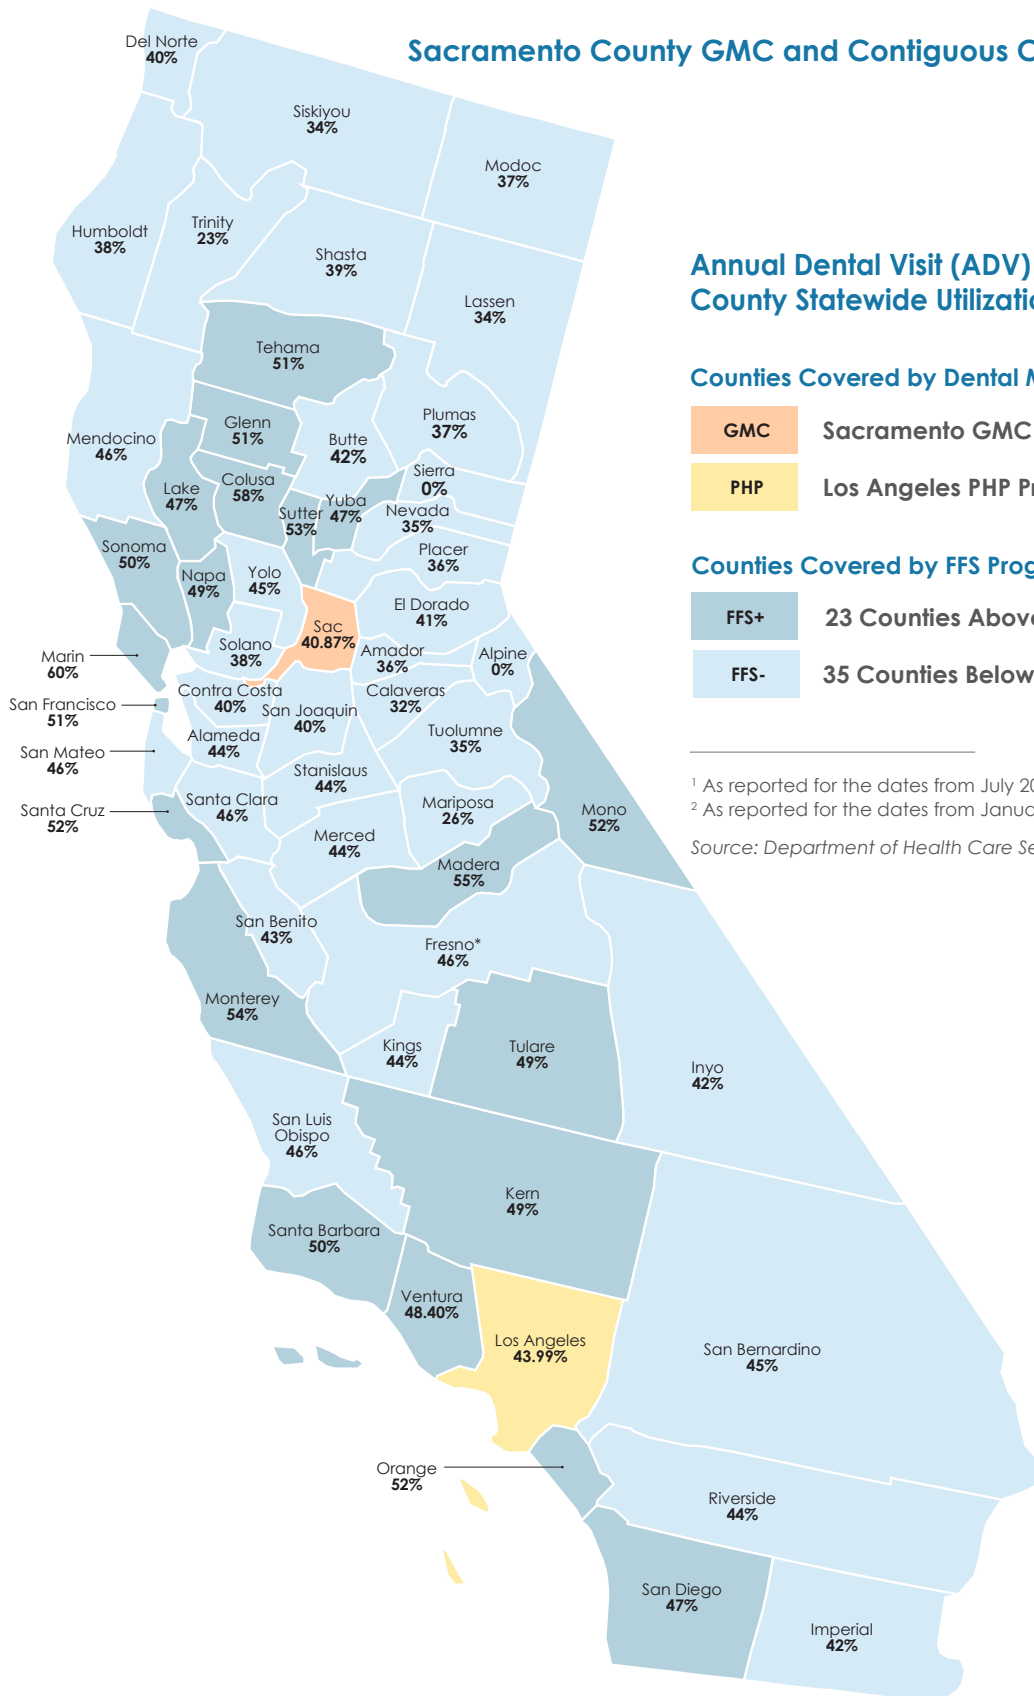 Sacramento County GMC and Contiguous
Del Norte
40%
Siskiyou
34%
Modoc
37%
Humboldt
38%
Trinity
23%
Shasta
39%
Lassen
34%
Annual Dental Visit (ADV)
County Statewide
Tehama
51%
Counties Covered by Dental
GMC
Sacramento GMC
PHP
Los Angeles PHP
Counties Covered by FFS
FFS+
23 Counties
FFS-
35 Counties Below
Glenn
51%
Butte
42%
Plumas
37%
Mendocino
46%
Lake
47%
Colusa
58%
Sutter
53%
Yuba
47%
Sierra
0%
Nevada
35%
Placer
36%
Sonoma
50%
Napa
49%
Yolo
45%
El Dorado
41%
Sac
40.87%
Solano
38%
Amador
36%
Alpine
0%
Marin
60%
Contra Costa
40%
San Joaquin
40%
Calaveras
32%
San Francisco
51%
Alameda
44%
Tuolumne
35%
San Mateo
46%
Stanislaus
44%
Santa Cruz
52%
Santa Clara
46%
Mariposa
26%
Mono
52%
Merced
44%
Madera
55%
1 As reported for the dates from July
2 As reported for the dates from
Source: Department of Health Care
San Benito
43%
Fresno*
46%
Monterey
54%
Kings
44%
Tulare
49%
Inyo
42%
San Luis
Obispo
46%
Kern
49%
Santa Barbara
50%
Ventura
48.40%
Los Angeles
43.99%
San Bernardino
45%
Orange
52%
Riverside
44%
San Diego
47%
Imperial
42%